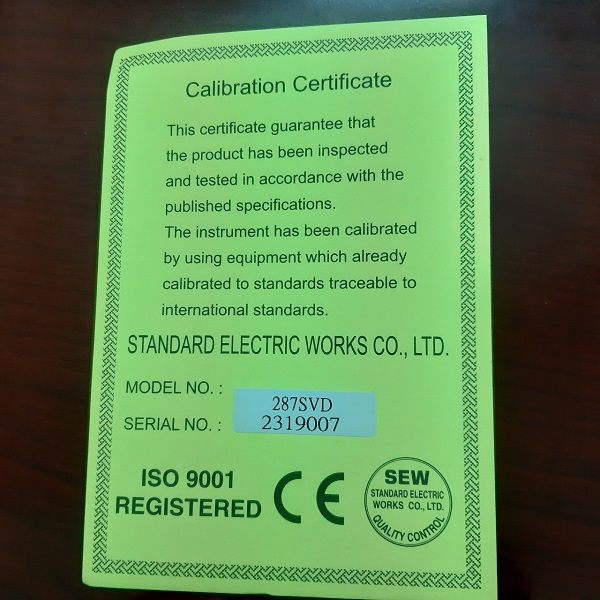 Calibration Certificate
This certificate guarantee that
the product has been inspected
and tested in accordance with the
published specifications.
The instrument has been calibrated
by using equipment which already
calibrated to standards traceable to
international standards.
STANDARD ELECTRIC WORKS CO., LTD.
MODEL NO. : 287SVD
SERIAL NO. : 2319007
ISO 9001
REGISTERED
CE
SEW
STANDARD ELECTRIC
WORKS CO., LTD.
QUALITY CONTROL